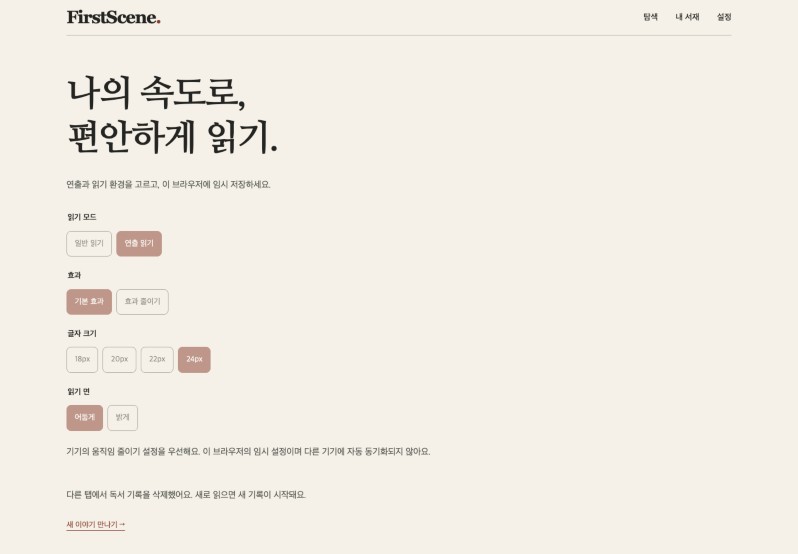 FirstScene.
탐색 내 서재 설정
나의 속도로,
편안하게 읽기.
연출과 읽기 환경을 고르고, 이 브라우저에 임시 저장하세요.
읽기 모드
일반 읽기 연출 읽기
효과
기본 효과 효과 줄이기
글자 크기
18px 20px 22px 24px
읽기 면
어둡게 밝게
기기의 움직임 줄이기 설정을 우선해요. 이 브라우저의 임시 설정이며 다른 기기에 자동 동기화되지 않아요.
다른 탭에서 독서 기록을 삭제했어요. 새로 읽으면 새 기록이 시작돼요.
새 이야기 만나기 →